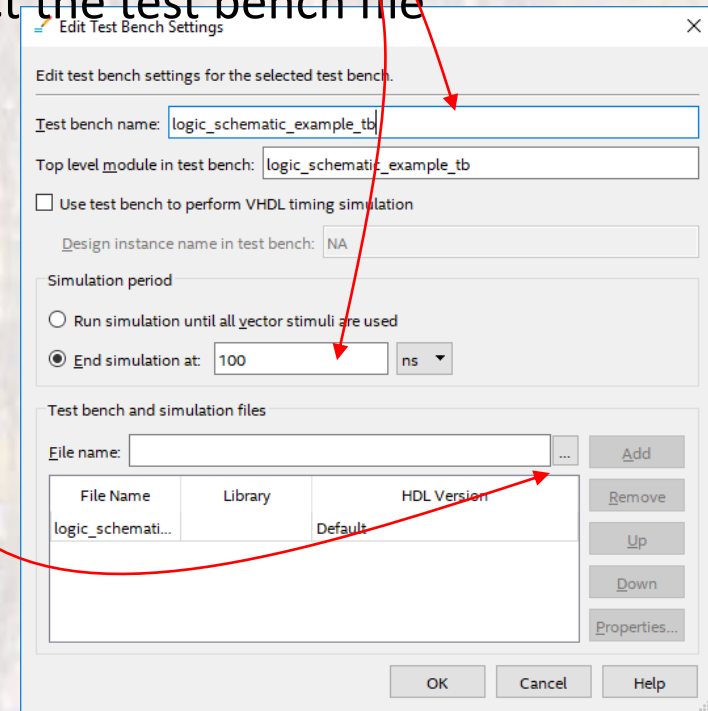 the test bench file
Edit Test Bench Settings
Edit test bench settings for the selected test bench.
Test bench name: logic_schematic_example_tb
Top level module in test bench: logic_schematic_example_tb
Use test bench to perform VHDL timing simulation
Design instance name in test bench: NA
Simulation period
Run simulation until all vector stimuli are used
End simulation at: 100 ns
Test bench and simulation files
File name: ... Add
File Name Library HDL Version Remove
logic_schemati... Default
Up
Down
Properties...
OK Cancel Help